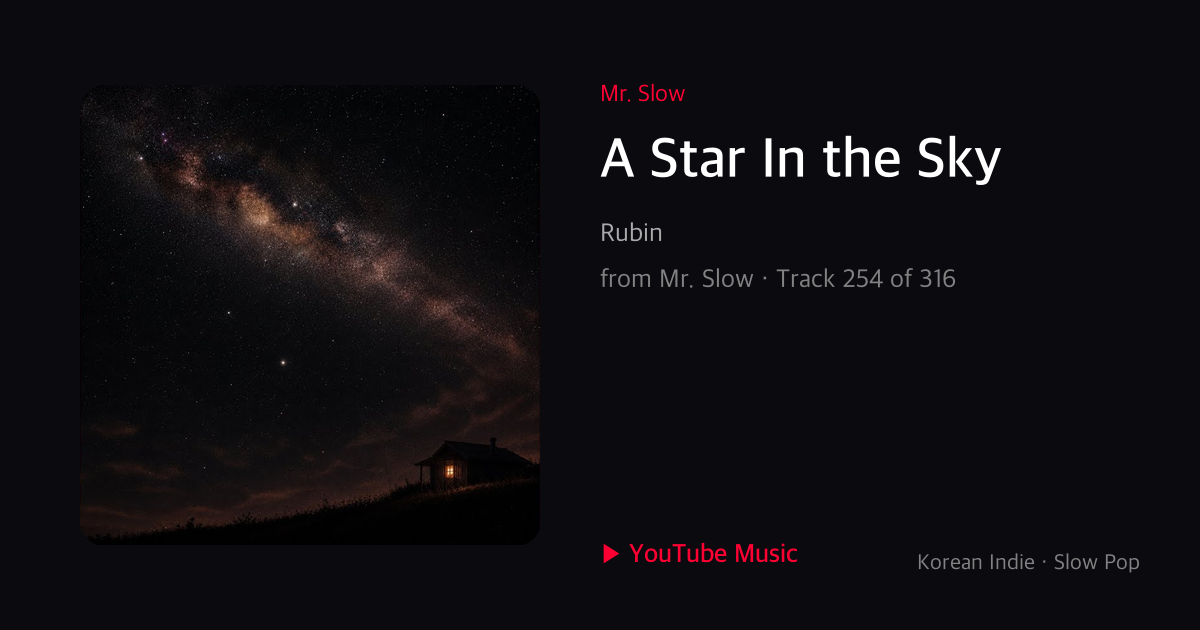 Mr. Slow
A Star In the Sky
Rubin
from Mr. Slow · Track 254 of 316
YouTube Music
Korean Indie · Slow Pop